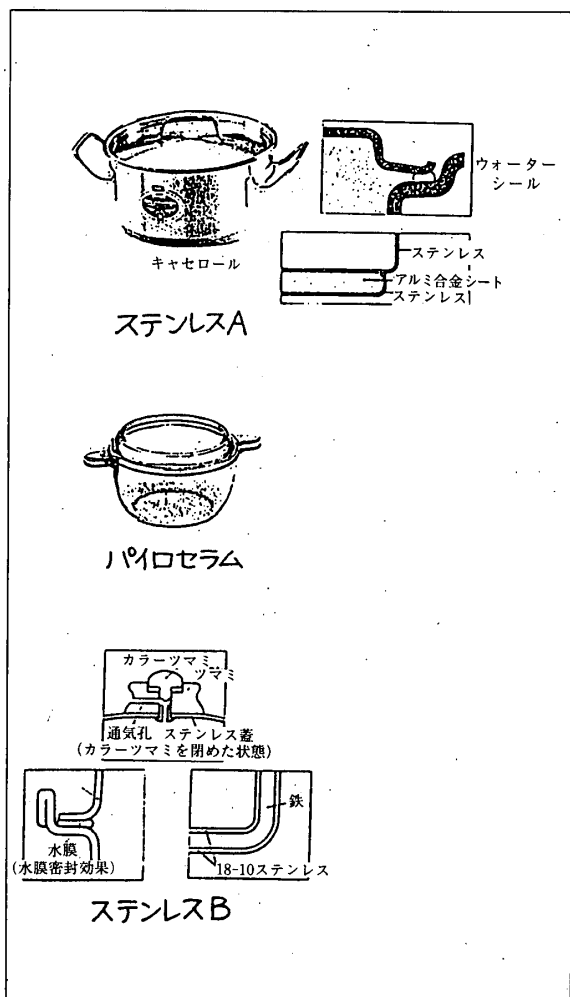 ウォーター
シール
キャセロール
ステンレス
アルミ合金シート
ステンレス
ステンレスA
パイロセラム
カラーツマミ
ツマミ
通気孔 ステンレス蓋
(カラーツマミを閉めた状態)
鉄
水膜
(水膜密封効果)
18-10ステンレス
ステンレスB